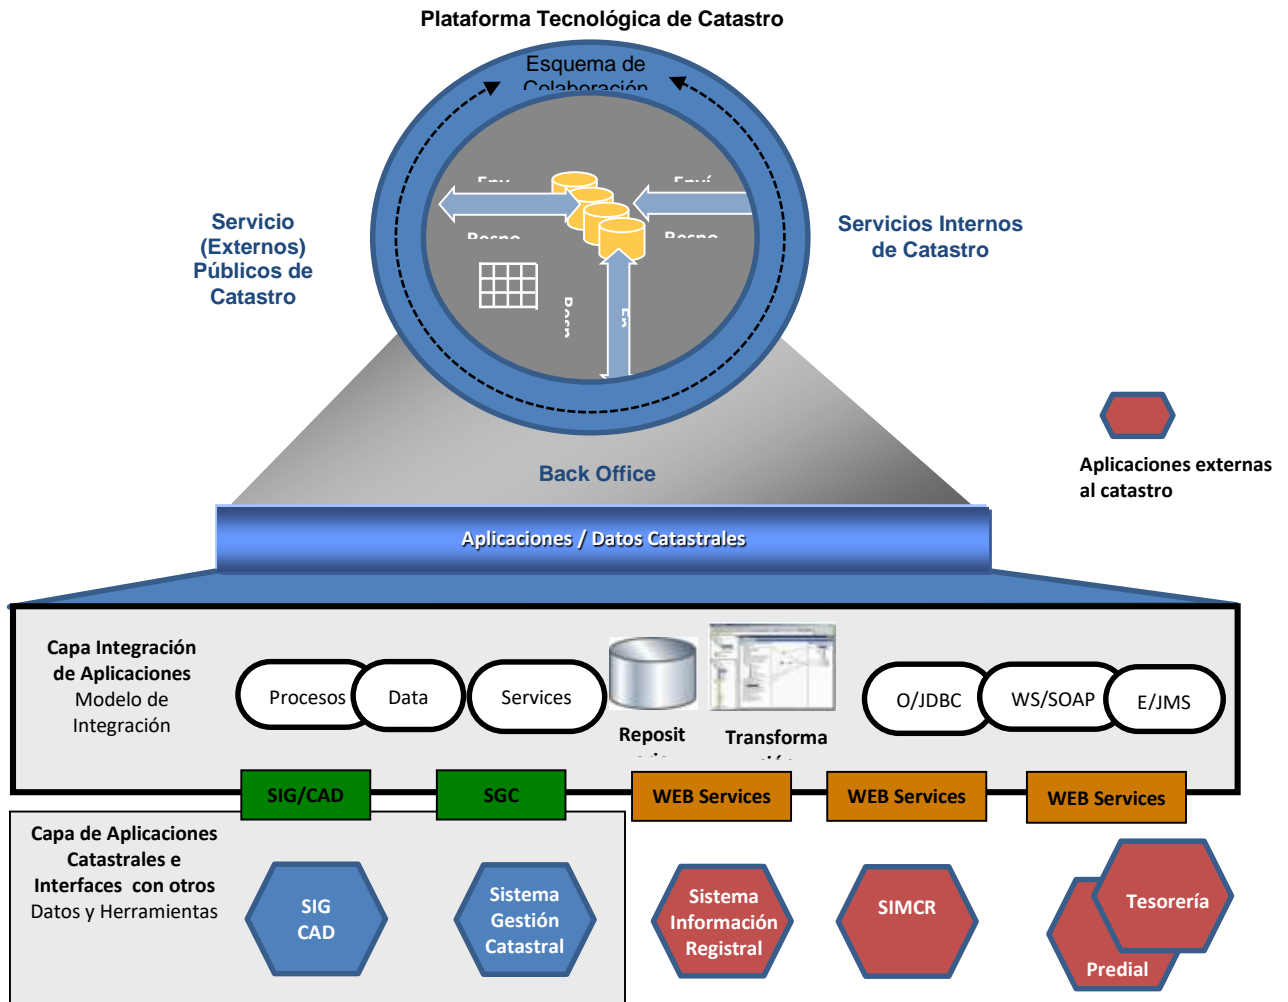 Plataforma Tecnológica de Catastro
Esquema de
Colaboración
Servicio
(Externos)
Públicos de
Catastro
Servicios Internos
de Catastro
Back Office
Aplicaciones externas
al catastro
Aplicaciones / Datos Catastrales
Capa Integración
de Aplicaciones
Modelo de
Integración
Procesos
Data
Services
Reposit
Transforma
O/JDBC
WS/SOAP
E/JMS
SIG/CAD
SGC
WEB Services
WEB Services
WEB Services
Capa de Aplicaciones
Catastrales e
Interfaces con otros
Datos y Herramientas
SIG
CAD
Sistema
Gestión
Catastral
Sistema
Información
Registral
SIMCR
Tesorería
Predial